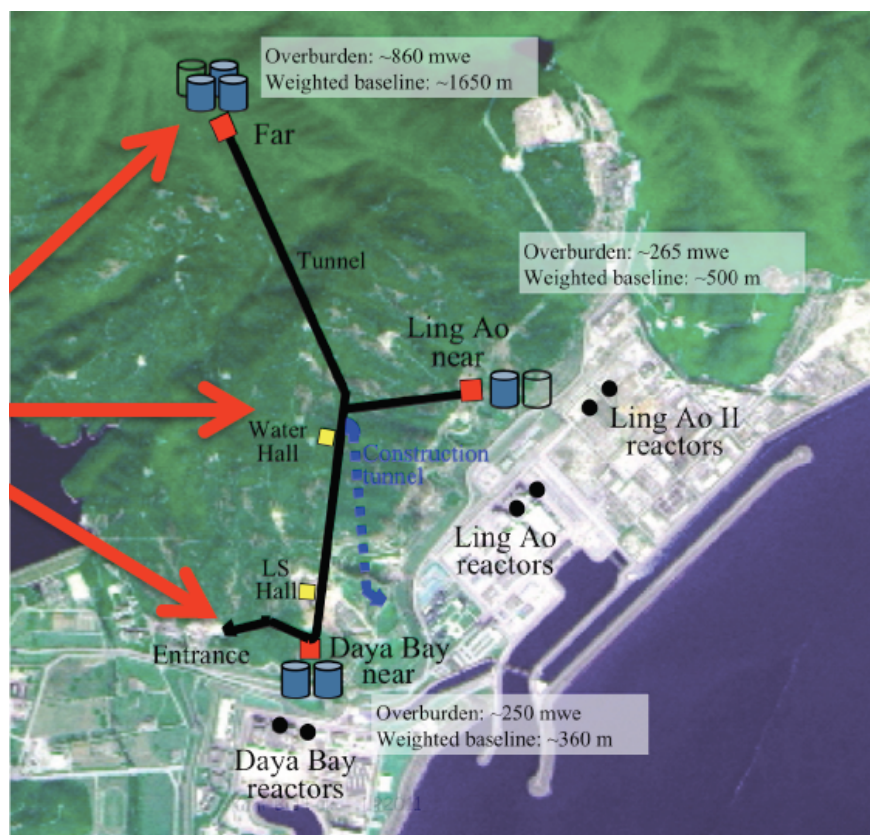 Overburden: ~860 mwe
Weighted baseline: ~1650 m
Far
Tunnel
Overburden: ~265 mwe
Weighted baseline: ~500 m
Ling Ao
near
Water
Hall
Construction
tunnel
Ling Ao II
reactors
Ling Ao
reactors
LS
Hall
Entrance
Daya Bay
near
Overburden: ~250 mwe
Weighted baseline: ~360 m
Daya Bay
reactors